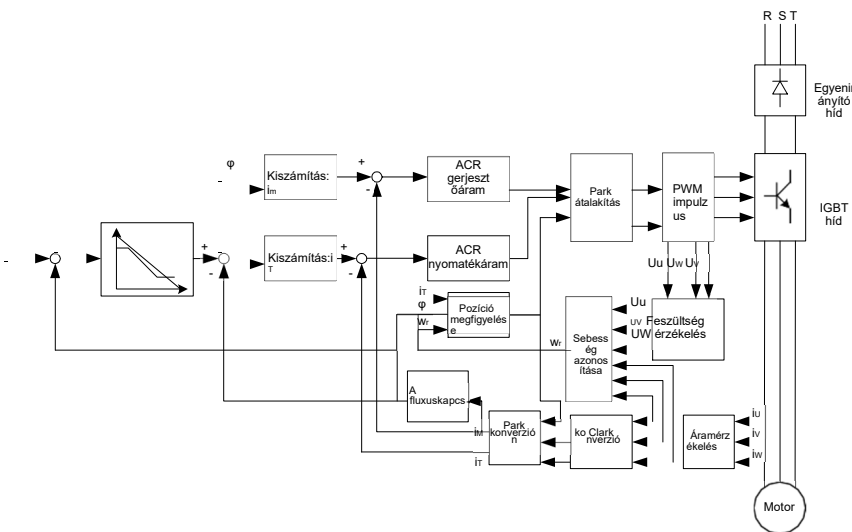 R S T
Egyenir
ányító
híd
φ
-
Kiszámítás:
im
+
-
ACR
gerjeszt
őáram
Park
átalakítás
PWM
impulz
us
IGBT
híd
-
-
+
-
-
Kiszámítás:i
T
+
-
ACR
nyomatékáram
Uu Uw Uv
iT
φ
wr
Pozíció
megfigyelés
e
wr
Sebess
ég
azonos
ítása
Uu
UV
UW
Feszültség
érzékelés
A
fluxuskapcs
iM
iT
Park
konverzió
n
ko Clark
nverzió
Áramérz
ékelés
iU
iV
iW
Motor